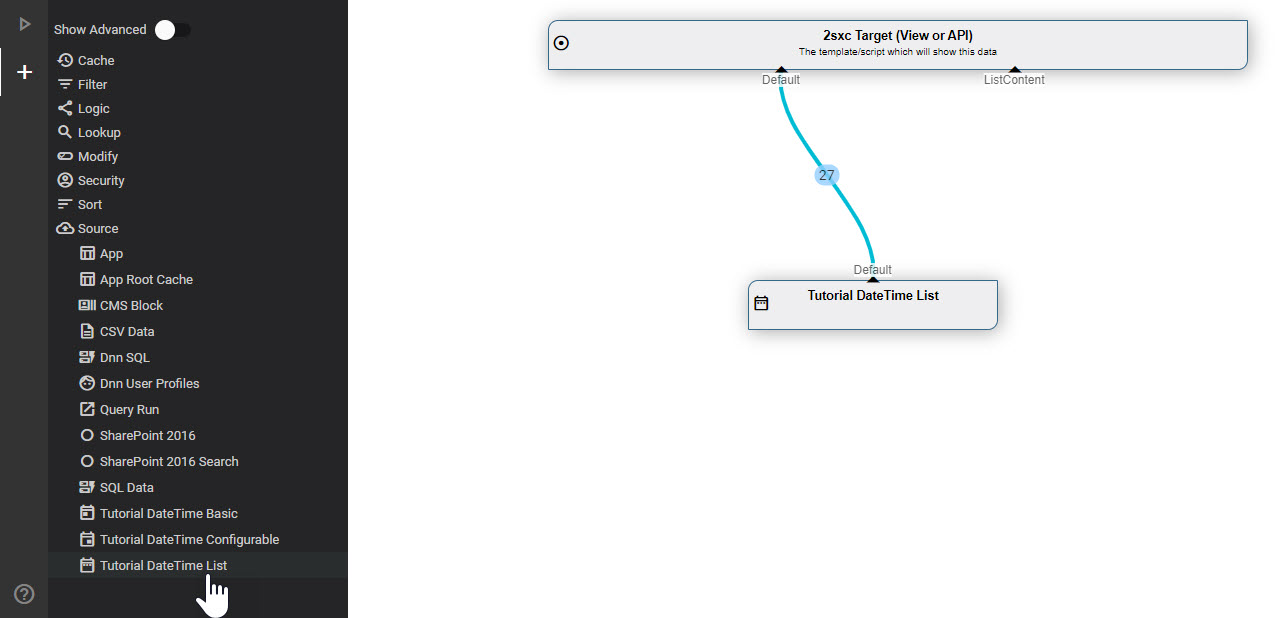 Show Advanced
Cache
Filter
Logic
Lookup
Modify
Security
Sort
Source
App
App Root Cache
CMS Block
CSV Data
Dnn SQL
Dnn User Profiles
Query Run
SharePoint 2016
SharePoint 2016 Search
SQL Data
Tutorial DateTime Basic
Tutorial DateTime Configurable
Tutorial DateTime List
2sxc Target (View or API)
The template/script which will show this data
Default
ListContent
27
Default
Tutorial DateTime List